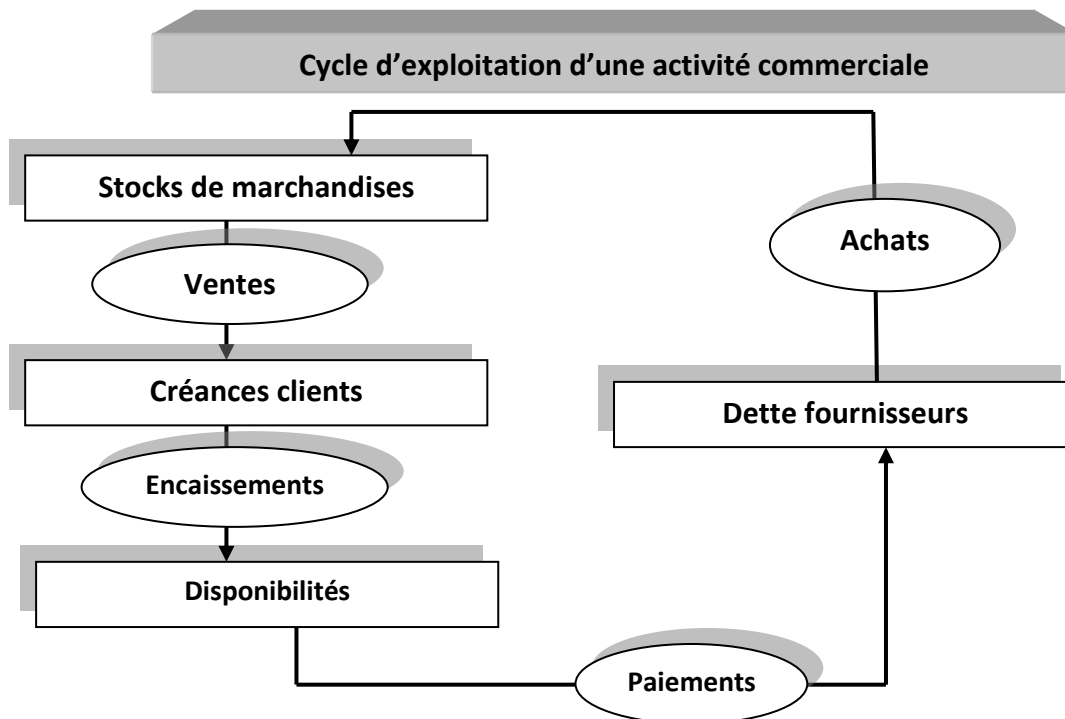 Cycle d’exploitation d’une activité commerciale
Stocks de marchandises
Ventes
Créances clients
Encaissements
Disponibilités
Paiements
Dette fournisseurs
Achats